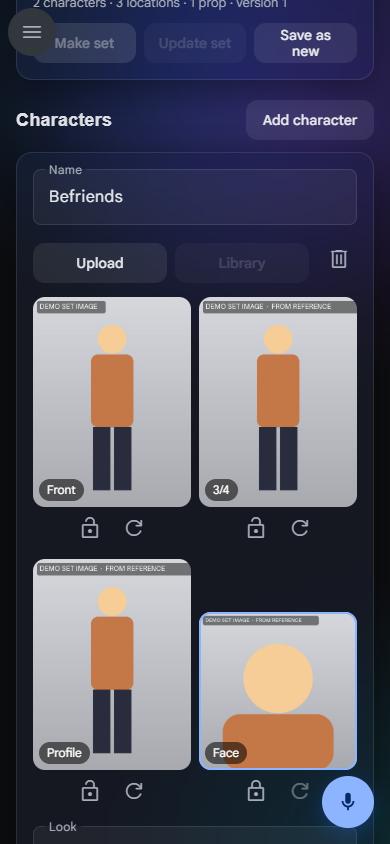 2 characters · 3 locations · 1 prop · version 1
Make set
Update set
Save as
new
Characters
Add character
Name
Befriends
Upload
Library
DEMO SET IMAGE
DEMO SET IMAGE · FROM REFERENCE
Front
3/4
DEMO SET IMAGE · FROM REFERENCE
DEMO SET IMAGE · FROM REFERENCE
Profile
Face
Look